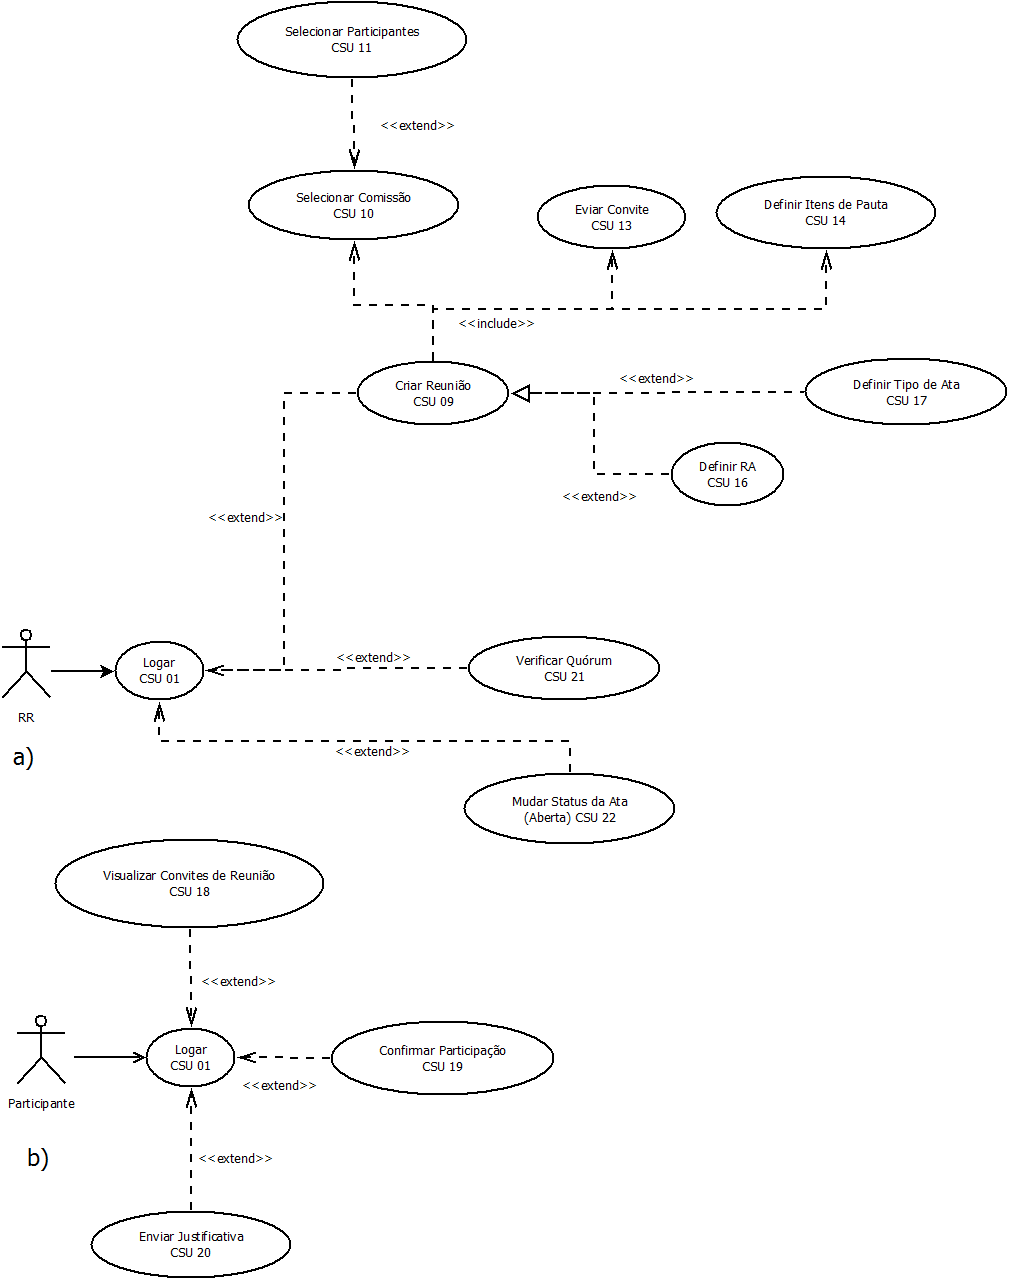 Selecionar Participantes
CSU 11
<<extend>>
Selecionar Comissão
CSU 10
Eviar Convite
CSU 13
Definir Itens de Pauta
CSU 14
<<include>>
Criar Reunião
CSU 09
<<extend>>
Definir Tipo de Ata
CSU 17
Definir RA
CSU 16
<<extend>>
<<extend>>
RR
Logar
CSU 01
<<extend>>
Verificar Quórum
CSU 21
a)
<<extend>>
Mudar Status da Ata
(Aberta) CSU 22
Visualizar Convites de Reunião
CSU 18
<<extend>>
Participante
Logar
CSU 01
Confirmar Participação
CSU 19
<<extend>>
b)
<<extend>>
Enviar Justificativa
CSU 20